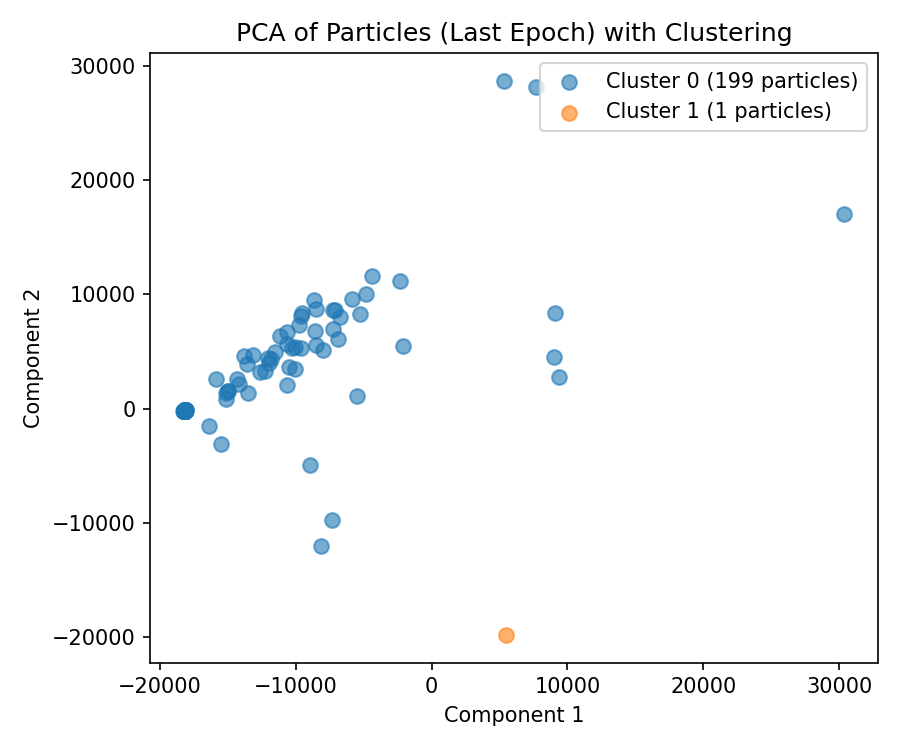 PCA of Particles (Last Epoch) with Clustering
Cluster 0 (199 particles)
Cluster 1 (1 particles)
30000
20000
10000
0
−10000
−20000
Component 2
−20000
−10000
0
10000
20000
30000
Component 1